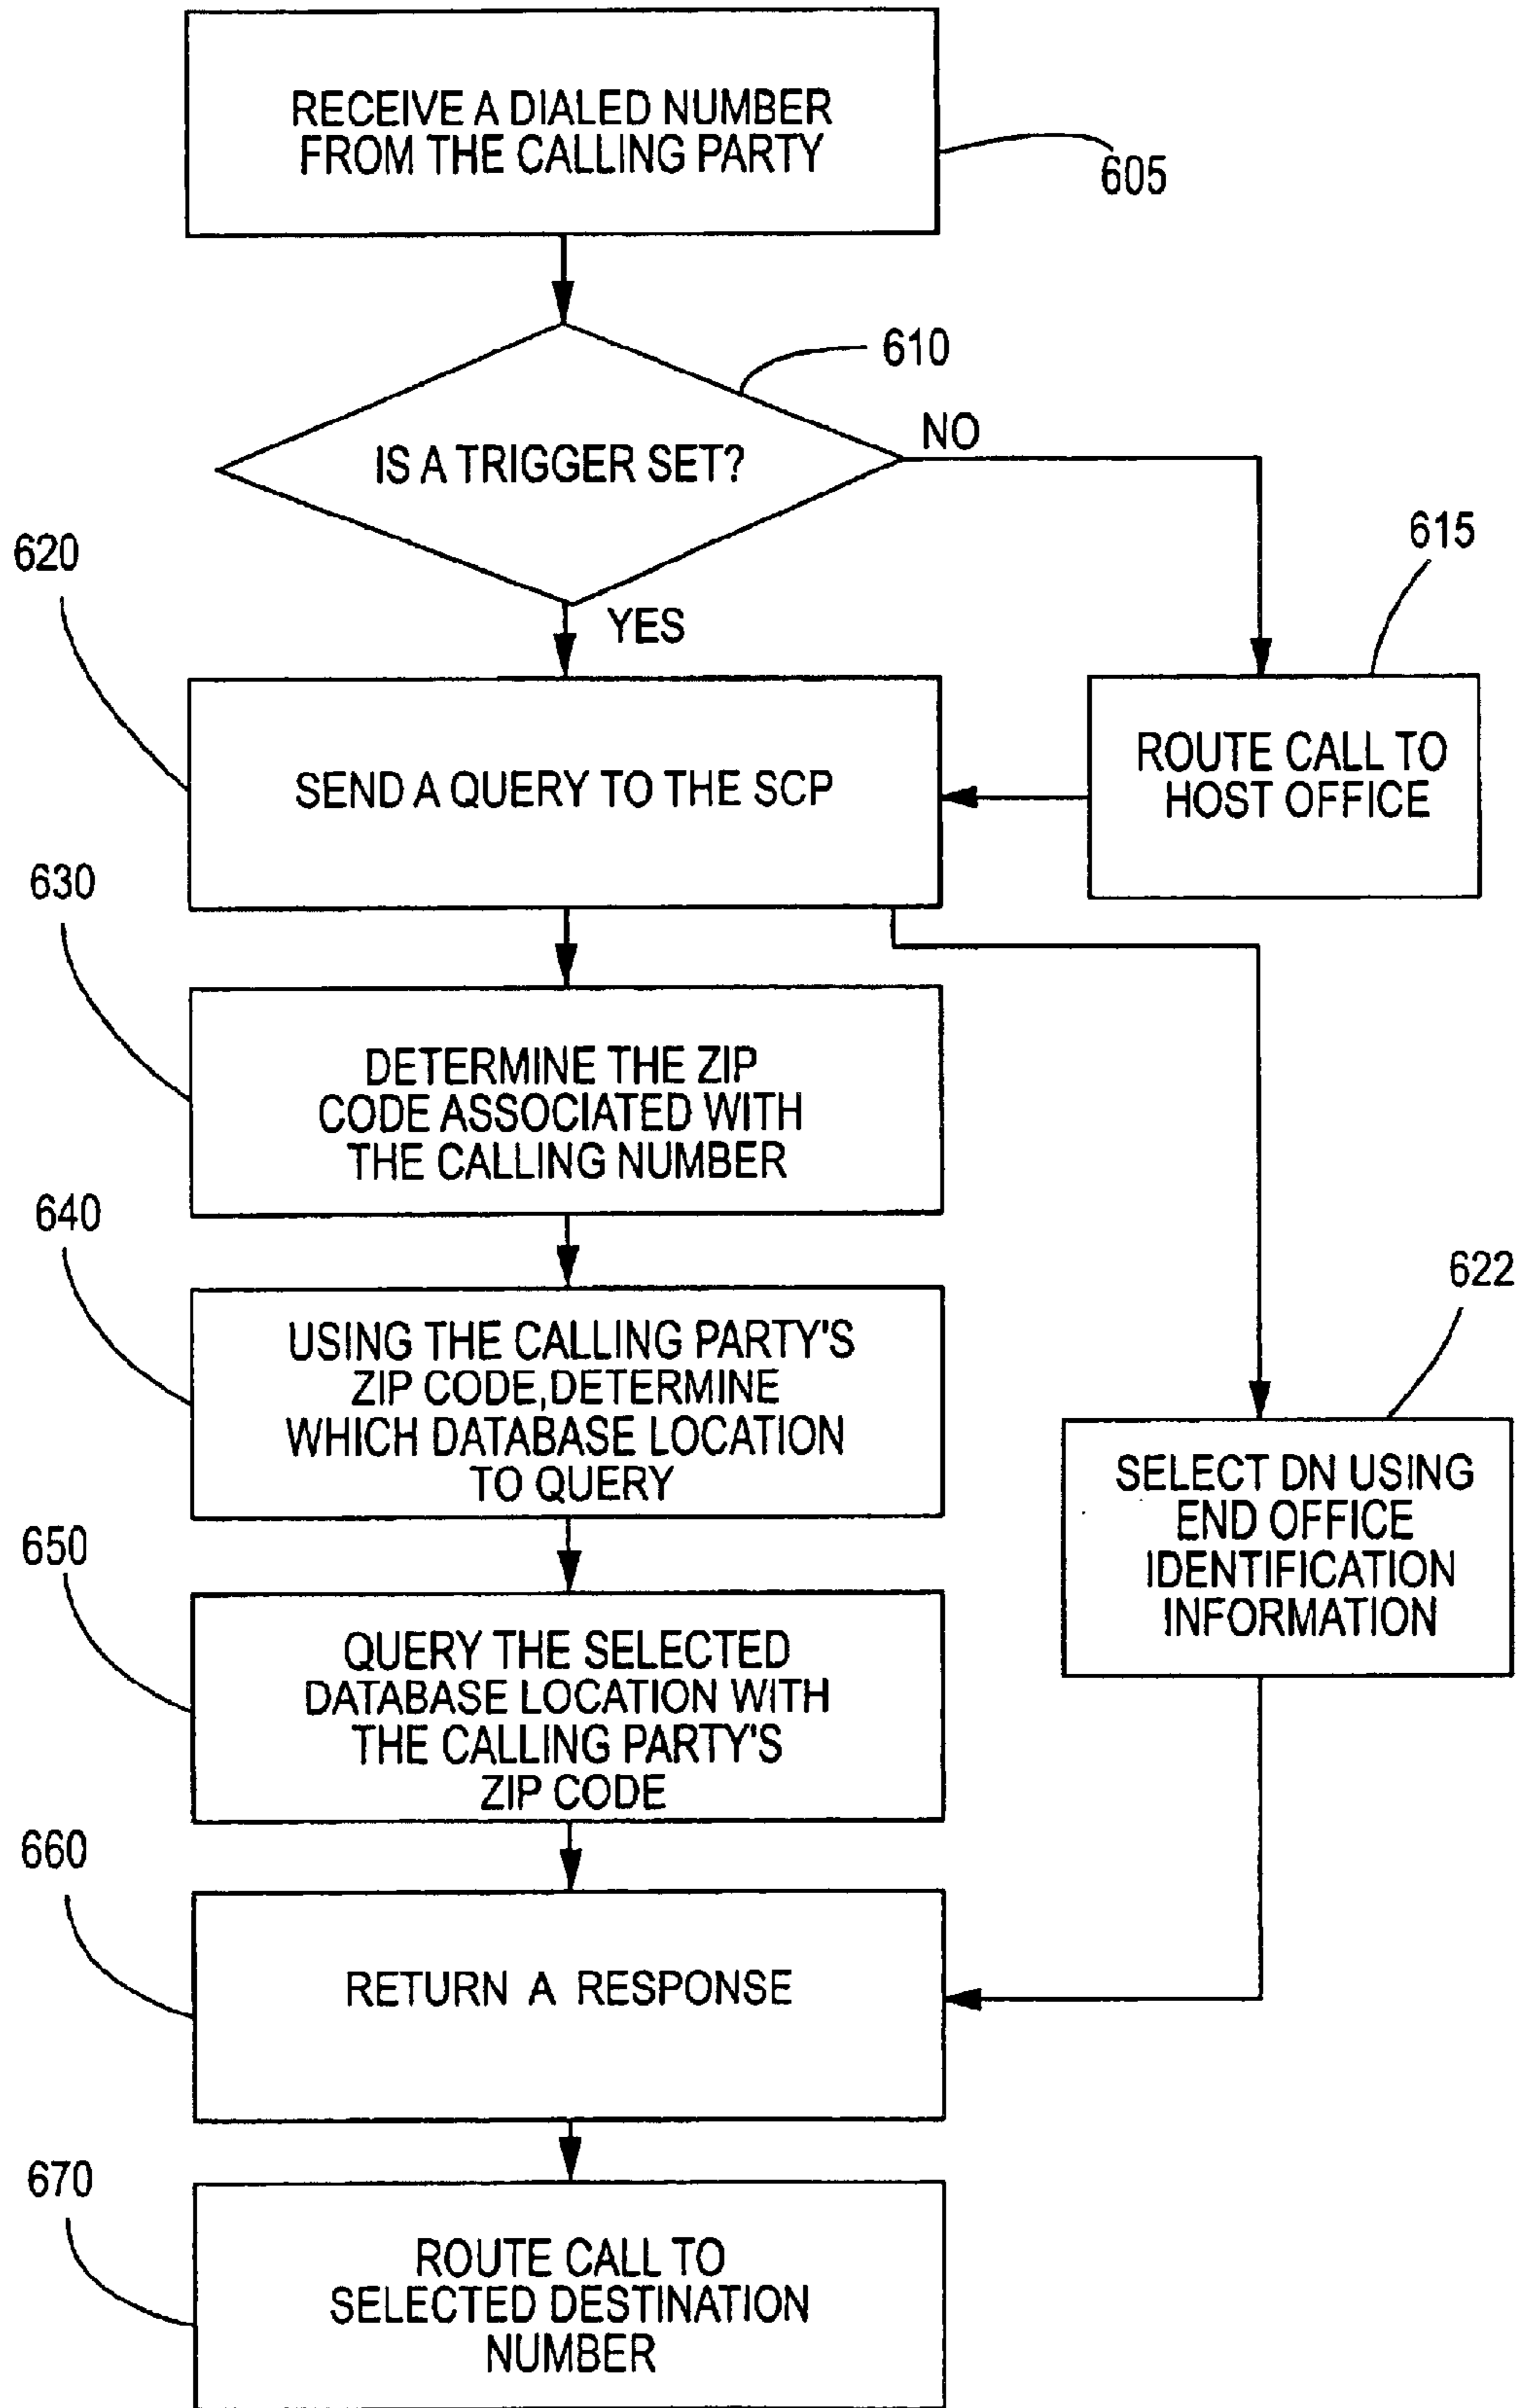 RECEIVE A DIALED NUMBER
FROM THE CALLING PARTY
605
610
IS A TRIGGER SET?
NO
615
620
YES
SEND A QUERY TO THE SCP
ROUTE CALL TO
HOST OFFICE
630
DETERMINE THE ZIP
CODE ASSOCIATED WITH
THE CALLING NUMBER
640
622
USING THE CALLING PARTY'S
ZIP CODE,DETERMINE
WHICH DATABASE LOCATION
TO QUERY
SELECT DN USING
END OFFICE
IDENTIFICATION
INFORMATION
650
QUERY THE SELECTED
DATABASE LOCATION WITH
THE CALLING PARTY'S
ZIP CODE
660
RETURN A RESPONSE
670
ROUTE CALL TO
SELECTED DESTINATION
NUMBER